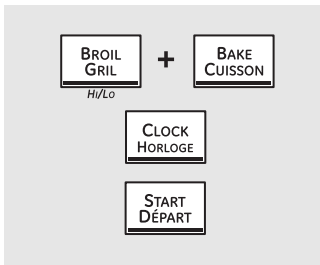 BROIL + BAKE
GRIL CUISSON
HI/LO
CLOCK
HORLOGE
START
DÉPART